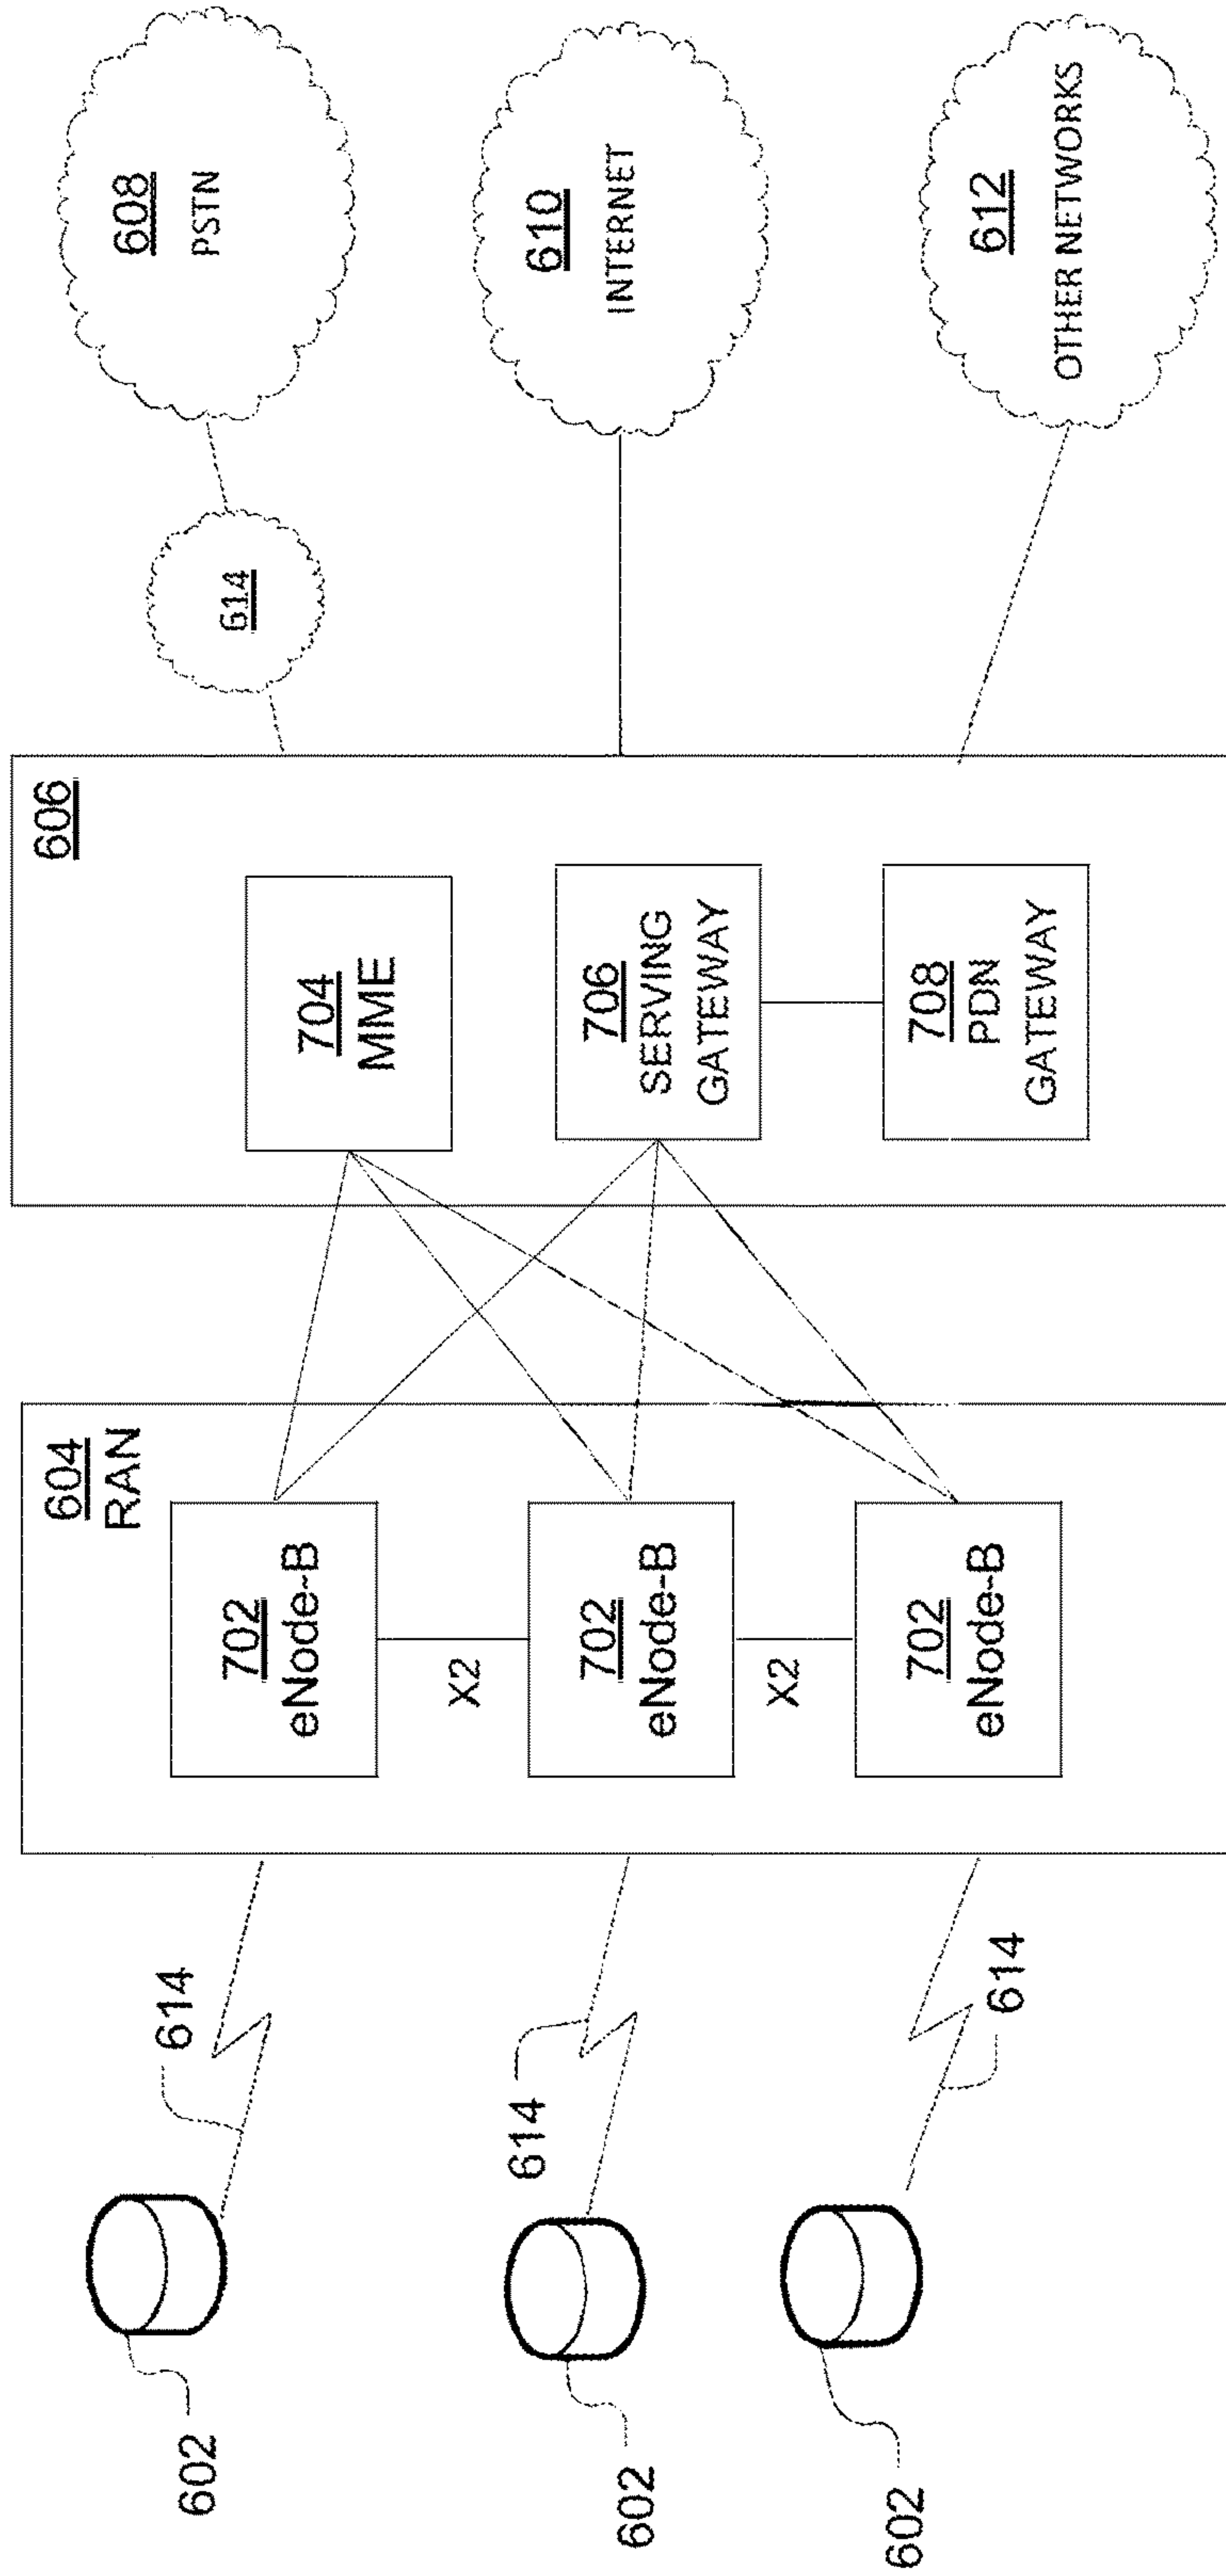 602
602
602
614
614
614
604
RAN
702
eNode-B
X2
702
eNode-B
X2
702
eNode-B
606
704
MME
706
SERVING
GATEWAY
708
PDN
GATEWAY
614
608
PSTN
610
INTERNET
612
OTHER NETWORKS